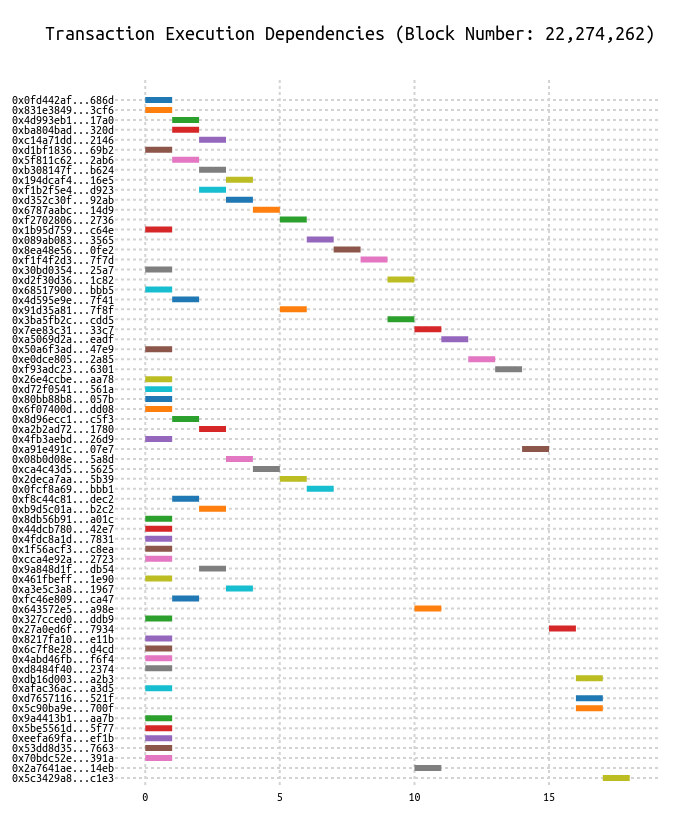 Transaction Execution Dependencies (Block Number: 22,274,262)
0x0fd442af...686d
0x831e3849...3cf6
0x4d993eb1...17a0
0xba804bad...320d
0xc14a71dd...2146
0xd1bf1836...69b2
0x5f811c62...2ab6
0xb308147f...b624
0x194dcaf4...16e5
0xf1b2f5e4...d923
0xd352c30f...92ab
0x6787aabc...14d9
0xf2702806...2736
0x1b95d759...c64e
0x089ab083...3565
0x8ea48e56...0fe2
0xf1f4f2d3...7f7d
0x30bd0354...25a7
0xd2f30d36...1c82
0x68517900...bbb5
0x4d595e9e...7f41
0x91d35a81...7f8f
0x3ba5fb2c...cdd5
0x7ee83c31...33c7
0xa5069d2a...eadf
0x50a6f3ad...47e9
0xe0dce805...2a85
0xf93adc23...6301
0x26e4ccbe...aa78
0xd72f0541...561a
0x80bb88b8...057b
0x6f07400d...dd08
0x8d96ecc1...c5f3
0xa2b2ad72...1780
0x4fb3aebd...26d9
0xa91e491c...07e7
0x08b0d08e...5a8d
0xca4c43d5...5625
0x2deca7aa...5b39
0x0fcf8a69...bbb1
0xf8c44c81...dec2
0xb9d5c01a...b2c2
0x8db56b91...a01c
0x44dcb780...42e7
0x4fdc8a1d...7831
0x1f56acf3...c8ea
0xcca4e92a...2723
0x9a848d1f...db54
0x461fbeff...1e90
0xa3e5c3a8...1967
0xfc46e809...ca47
0x643572e5...a98e
0x327cced0...ddb9
0x27a0ed6f...7934
0x8217fa10...e11b
0x6c7f8e28...d4cd
0x4abd46fb...f6f4
0xd8484f40...2374
0xdb16d003...a2b3
0xafac36ac...a3d5
0xd7657116...521f
0x5c90ba9e...700f
0x9a4413b1...aa7b
0x5be5561d...5f77
0xeefa69fa...ef1b
0x53dd8d35...7663
0x70bdc52e...391a
0x2a7641ae...14eb
0x5c3429a8...c1e3
0 5 10 15